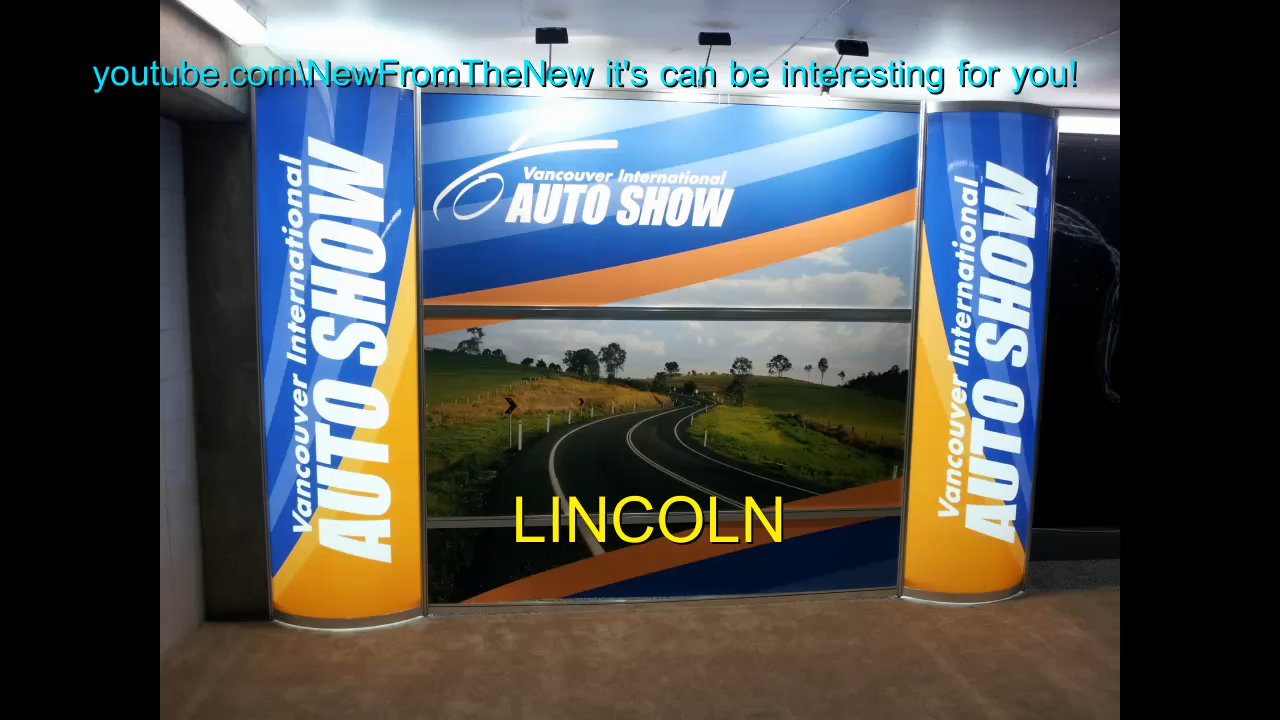 youtube.com\NewFromTheNew it's can be interesting for you!
Vancouver International
AUTO SHOW
Vancouver International
AUTO SHOW
Vancouver International
AUTO SHOW
LINCOLN